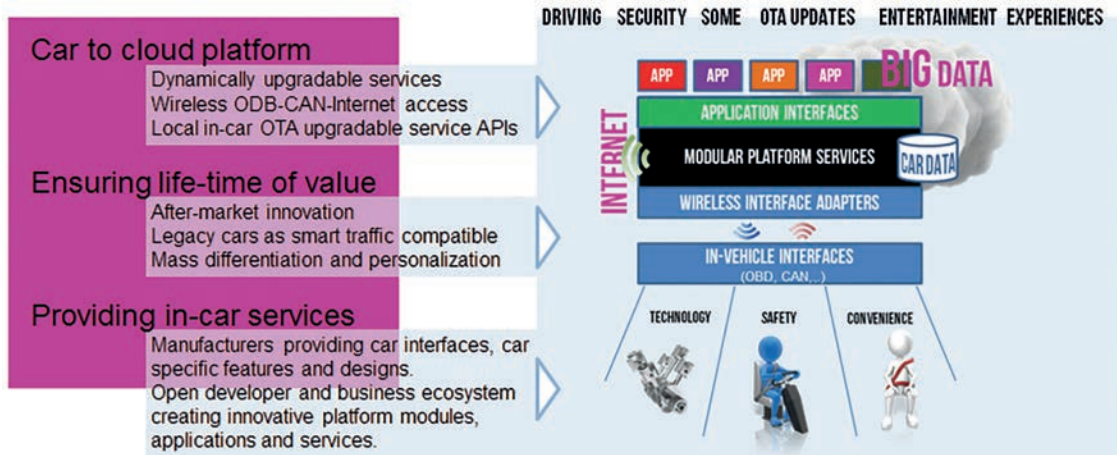 Car to cloud platform
Dynamically upgradable services
Wireless ODB-CAN-Internet access
Local in-car OTA upgradable service APIs
Ensuring life-time of value
After-market innovation
Legacy cars as smart traffic compatible
Mass differentiation and personalization
Providing in-car services
Manufacturers providing car interfaces, car
specific features and designs.
Open developer and business ecosystem
creating innovative platform modules,
applications and services.
DRIVING SECURITY SOME OTA UPDATES ENTERTAINMENT EXPERIENCES
APP APP APP APP
BIG DATA
APPLICATION INTERFACES
INTERNET
MODULAR PLATFORM SERVICES
CAR DATA
WIRELESS INTERFACE ADAPTERS
IN-VEHICLE INTERFACES
(OBD, CAN,..)
TECHNOLOGY SAFETY CONVENIENCE